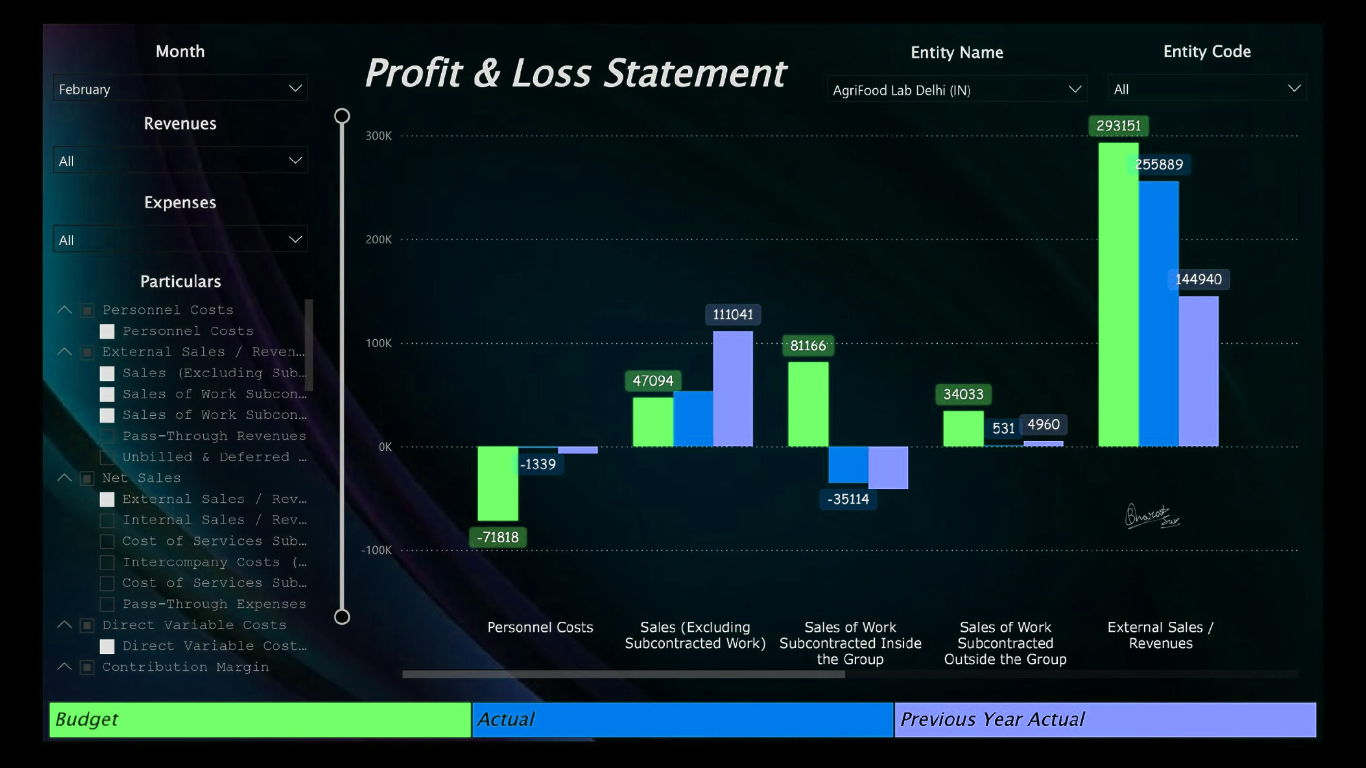 Month
February
Revenues
All
Expenses
All
Particulars
Personnel Costs
Personnel Costs
External Sales / Reven…
Sales (Excluding Sub…
Sales of Work Subcon…
Sales of Work Subcon…
Pass-Through Revenues
Unbilled & Deferred …
Net Sales
External Sales / Rev…
Internal Sales / Rev…
Cost of Services Sub…
Intercompany Costs (…
Cost of Services Sub…
Pass-Through Expenses
Direct Variable Costs
Direct Variable Cost…
Contribution Margin
Profit & Loss Statement
Entity Name
AgriFood Lab Delhi (IN)
Entity Code
All
300K
200K
100K
0K
-100K
-71818
-1339
47094
111041
81166
-35114
34033
531
4960
293151
255889
144940
Personnel Costs
Sales (Excluding
Subcontracted Work)
Sales of Work
Subcontracted Inside
the Group
Sales of Work
Subcontracted
Outside the Group
External Sales /
Revenues
Budget
Actual
Previous Year Actual